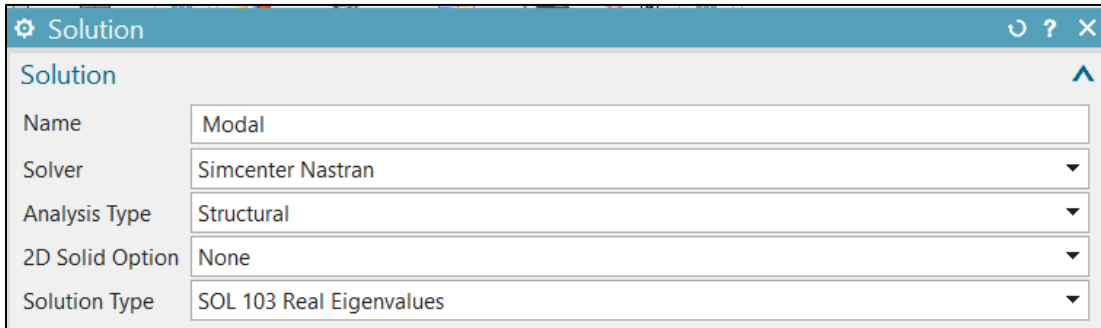 Solution ?
Solution
Name Modal
Solver Simcenter Nastran
Analysis Type Structural
2D Solid Option None
Solution Type SOL 103 Real Eigenvalues